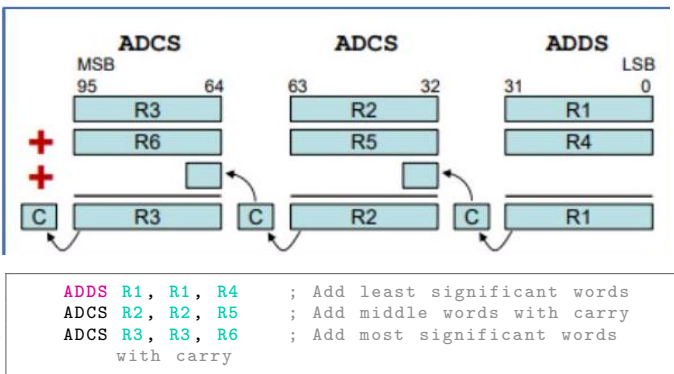 ADCS ADCS ADDS
MSB LSB
95 64 63 32 31 0
R3 R2 R1
+ R6 R5 R4
+
C R3 C R2 C R1
ADDS R1, R1, R4 ; Add least significant words
ADCS R2, R2, R5 ; Add middle words with carry
ADCS R3, R3, R6 ; Add most significant words
with carry